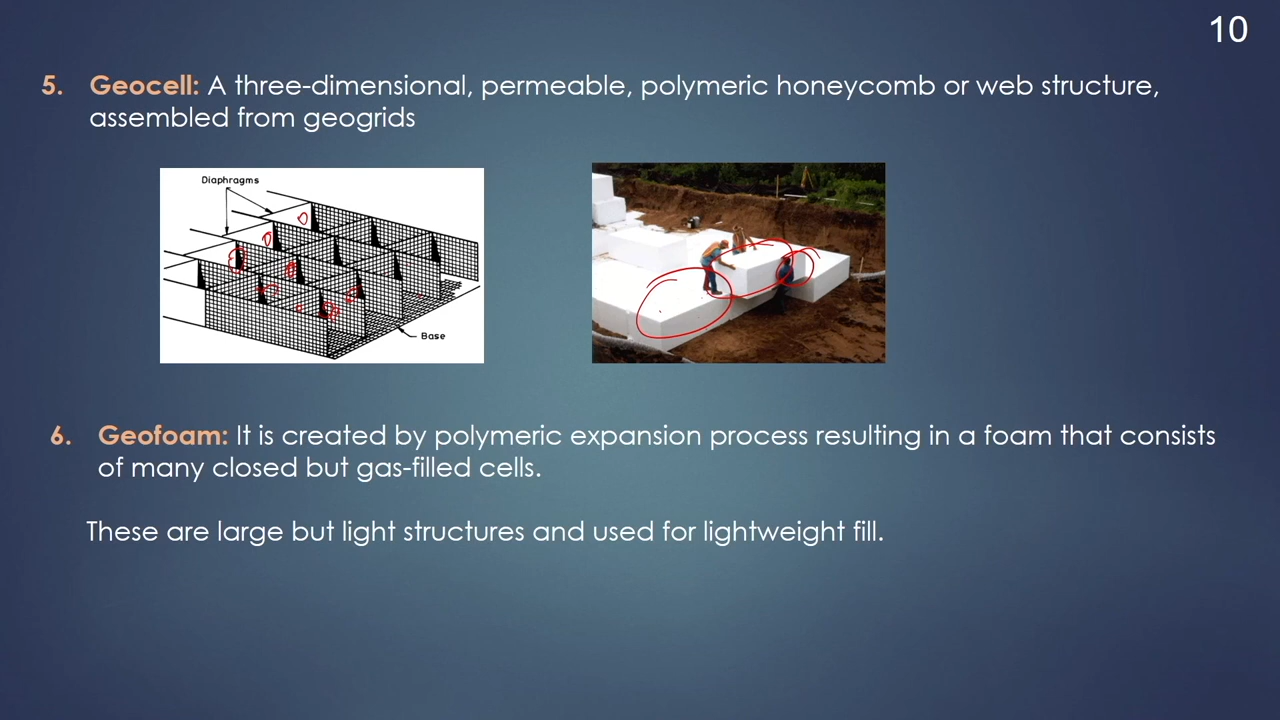 10
5. Geocell: A three-dimensional, permeable, polymeric honeycomb or web structure,
assembled from geogrids
Diaphragms
Base
6. Geofoam: It is created by polymeric expansion process resulting in a foam that consists
of many closed but gas-filled cells.
These are large but light structures and used for lightweight fill.